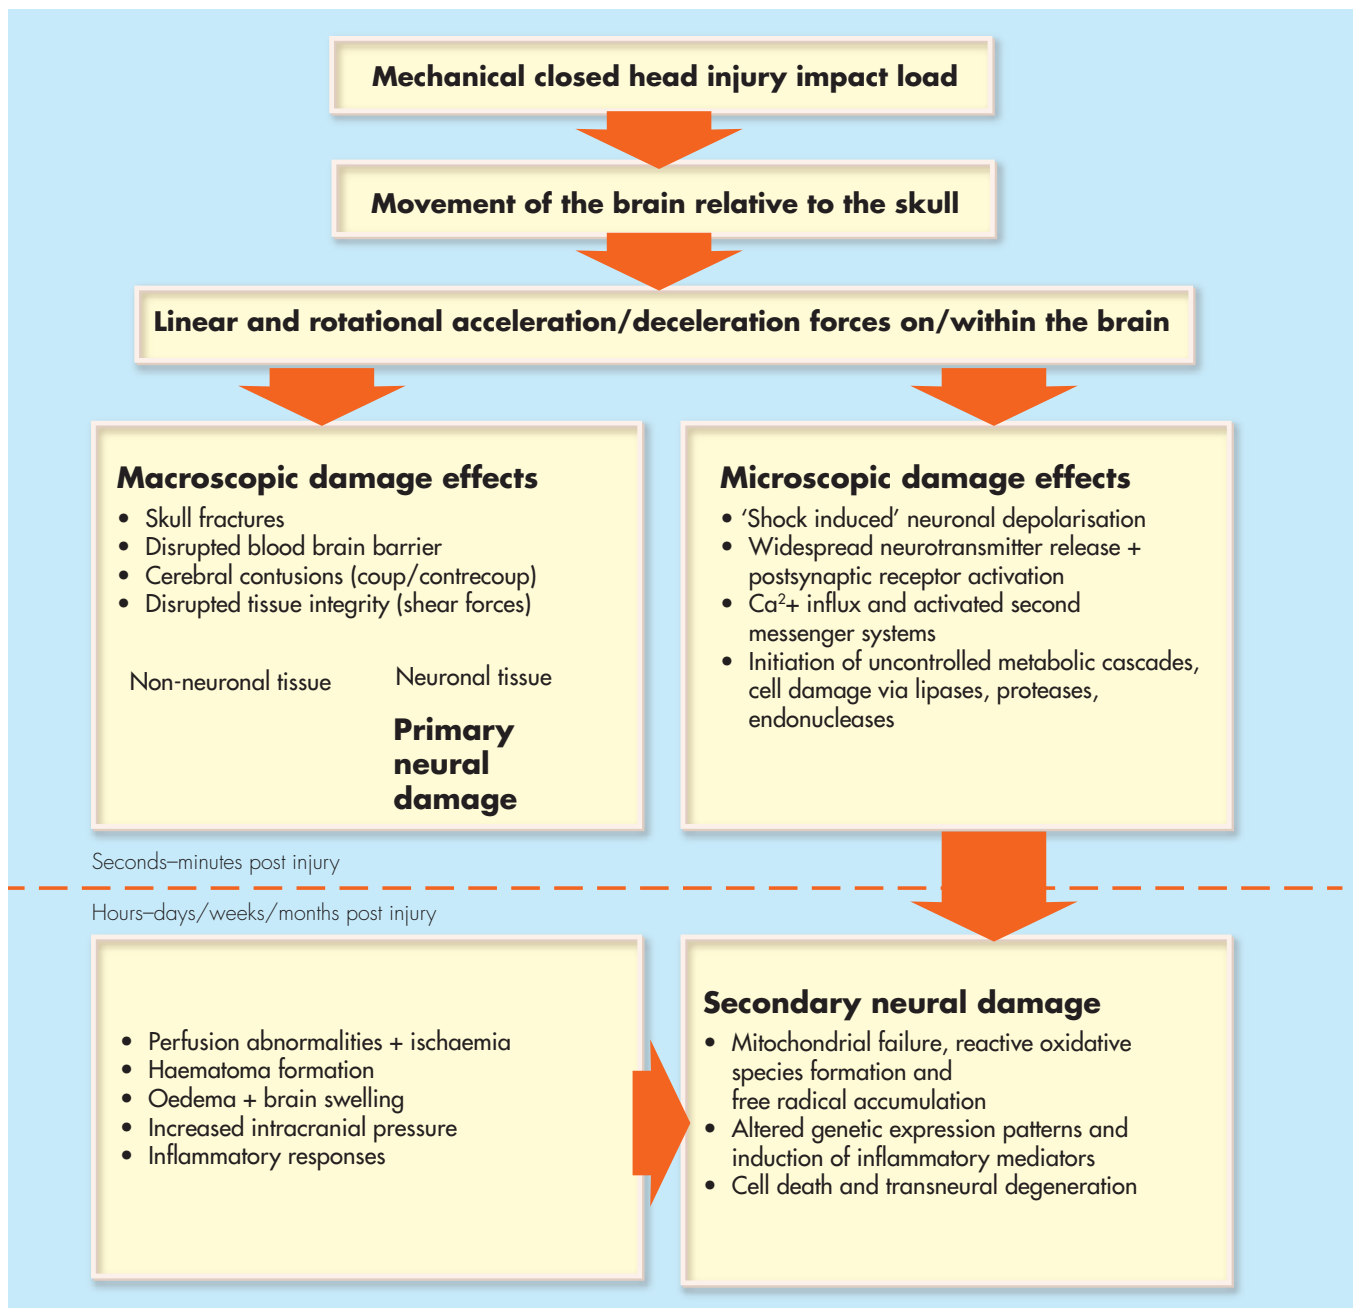 Mechanical closed head injury impact load
Movement of the brain relative to the skull
Linear and rotational acceleration/deceleration forces on/within the brain
Macroscopic damage effects
• Skull fractures
• Disrupted blood brain barrier
• Cerebral contusions (coup/contrecoup)
• Disrupted tissue integrity (shear forces)
Non-neuronal tissue
Neuronal tissue
Primary
neural
damage
Microscopic damage effects
• ‘Shock induced’ neuronal depolarisation
• Widespread neurotransmitter release +
postsynaptic receptor activation
• Ca²+ influx and activated second
messenger systems
• Initiation of uncontrolled metabolic cascades,
cell damage via lipases, proteases,
endonucleases
Seconds–minutes post injury
Hours–days/weeks/months post injury
• Perfusion abnormalities + ischaemia
• Haematoma formation
• Oedema + brain swelling
• Increased intracranial pressure
• Inflammatory responses
Secondary neural damage
• Mitochondrial failure, reactive oxidative
species formation and
free radical accumulation
• Altered genetic expression patterns and
induction of inflammatory mediators
• Cell death and transneural degeneration